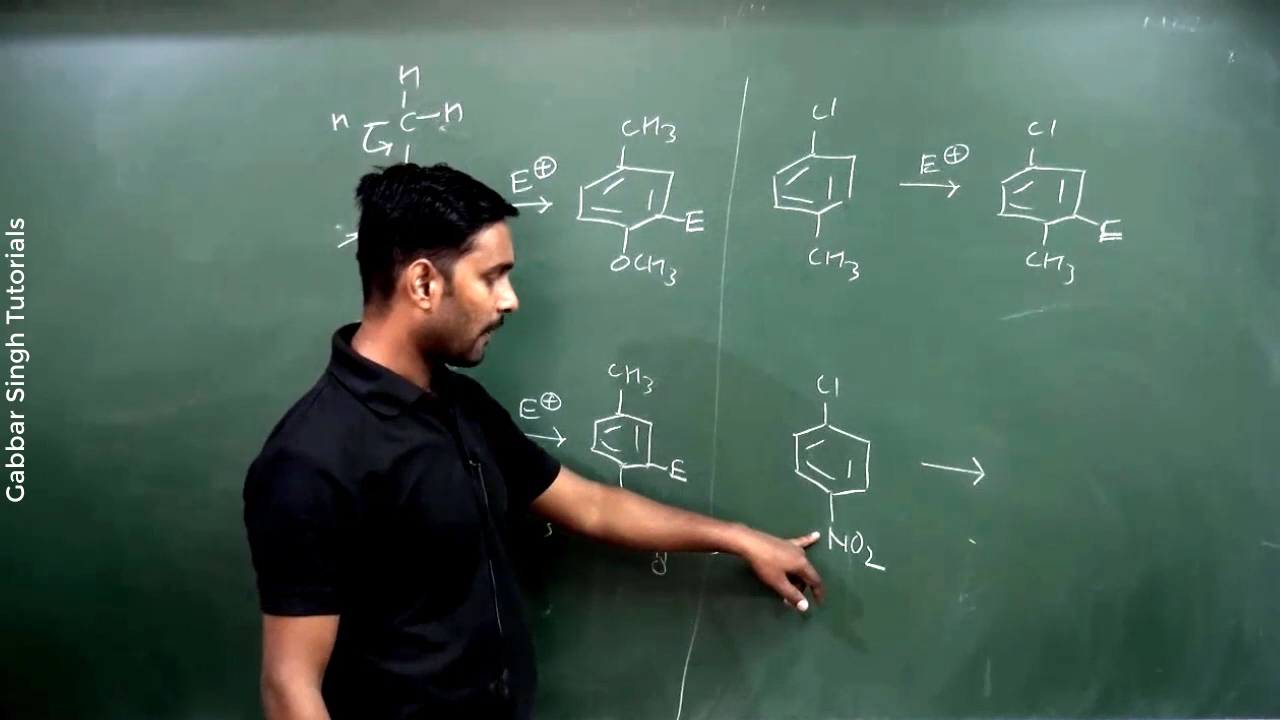 Gabbar Singh Tutorials
H
H C H
E⊕
CH3
E
OCH3
Cl
CH3
E⊕
Cl
E
CH3
E⊕
CH3
E
Cl
NO2